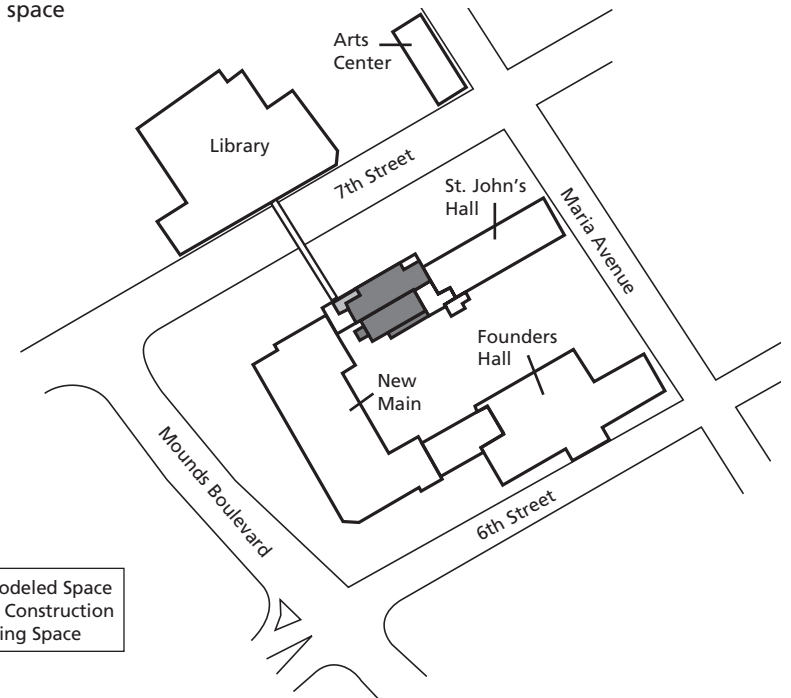 space
Arts
Center
Library
7th Street
St. John's
Hall
Maria Avenue
Founders
Hall
New
Main
Mounds Boulevard
6th Street
odeled Space
Construction
ing Space